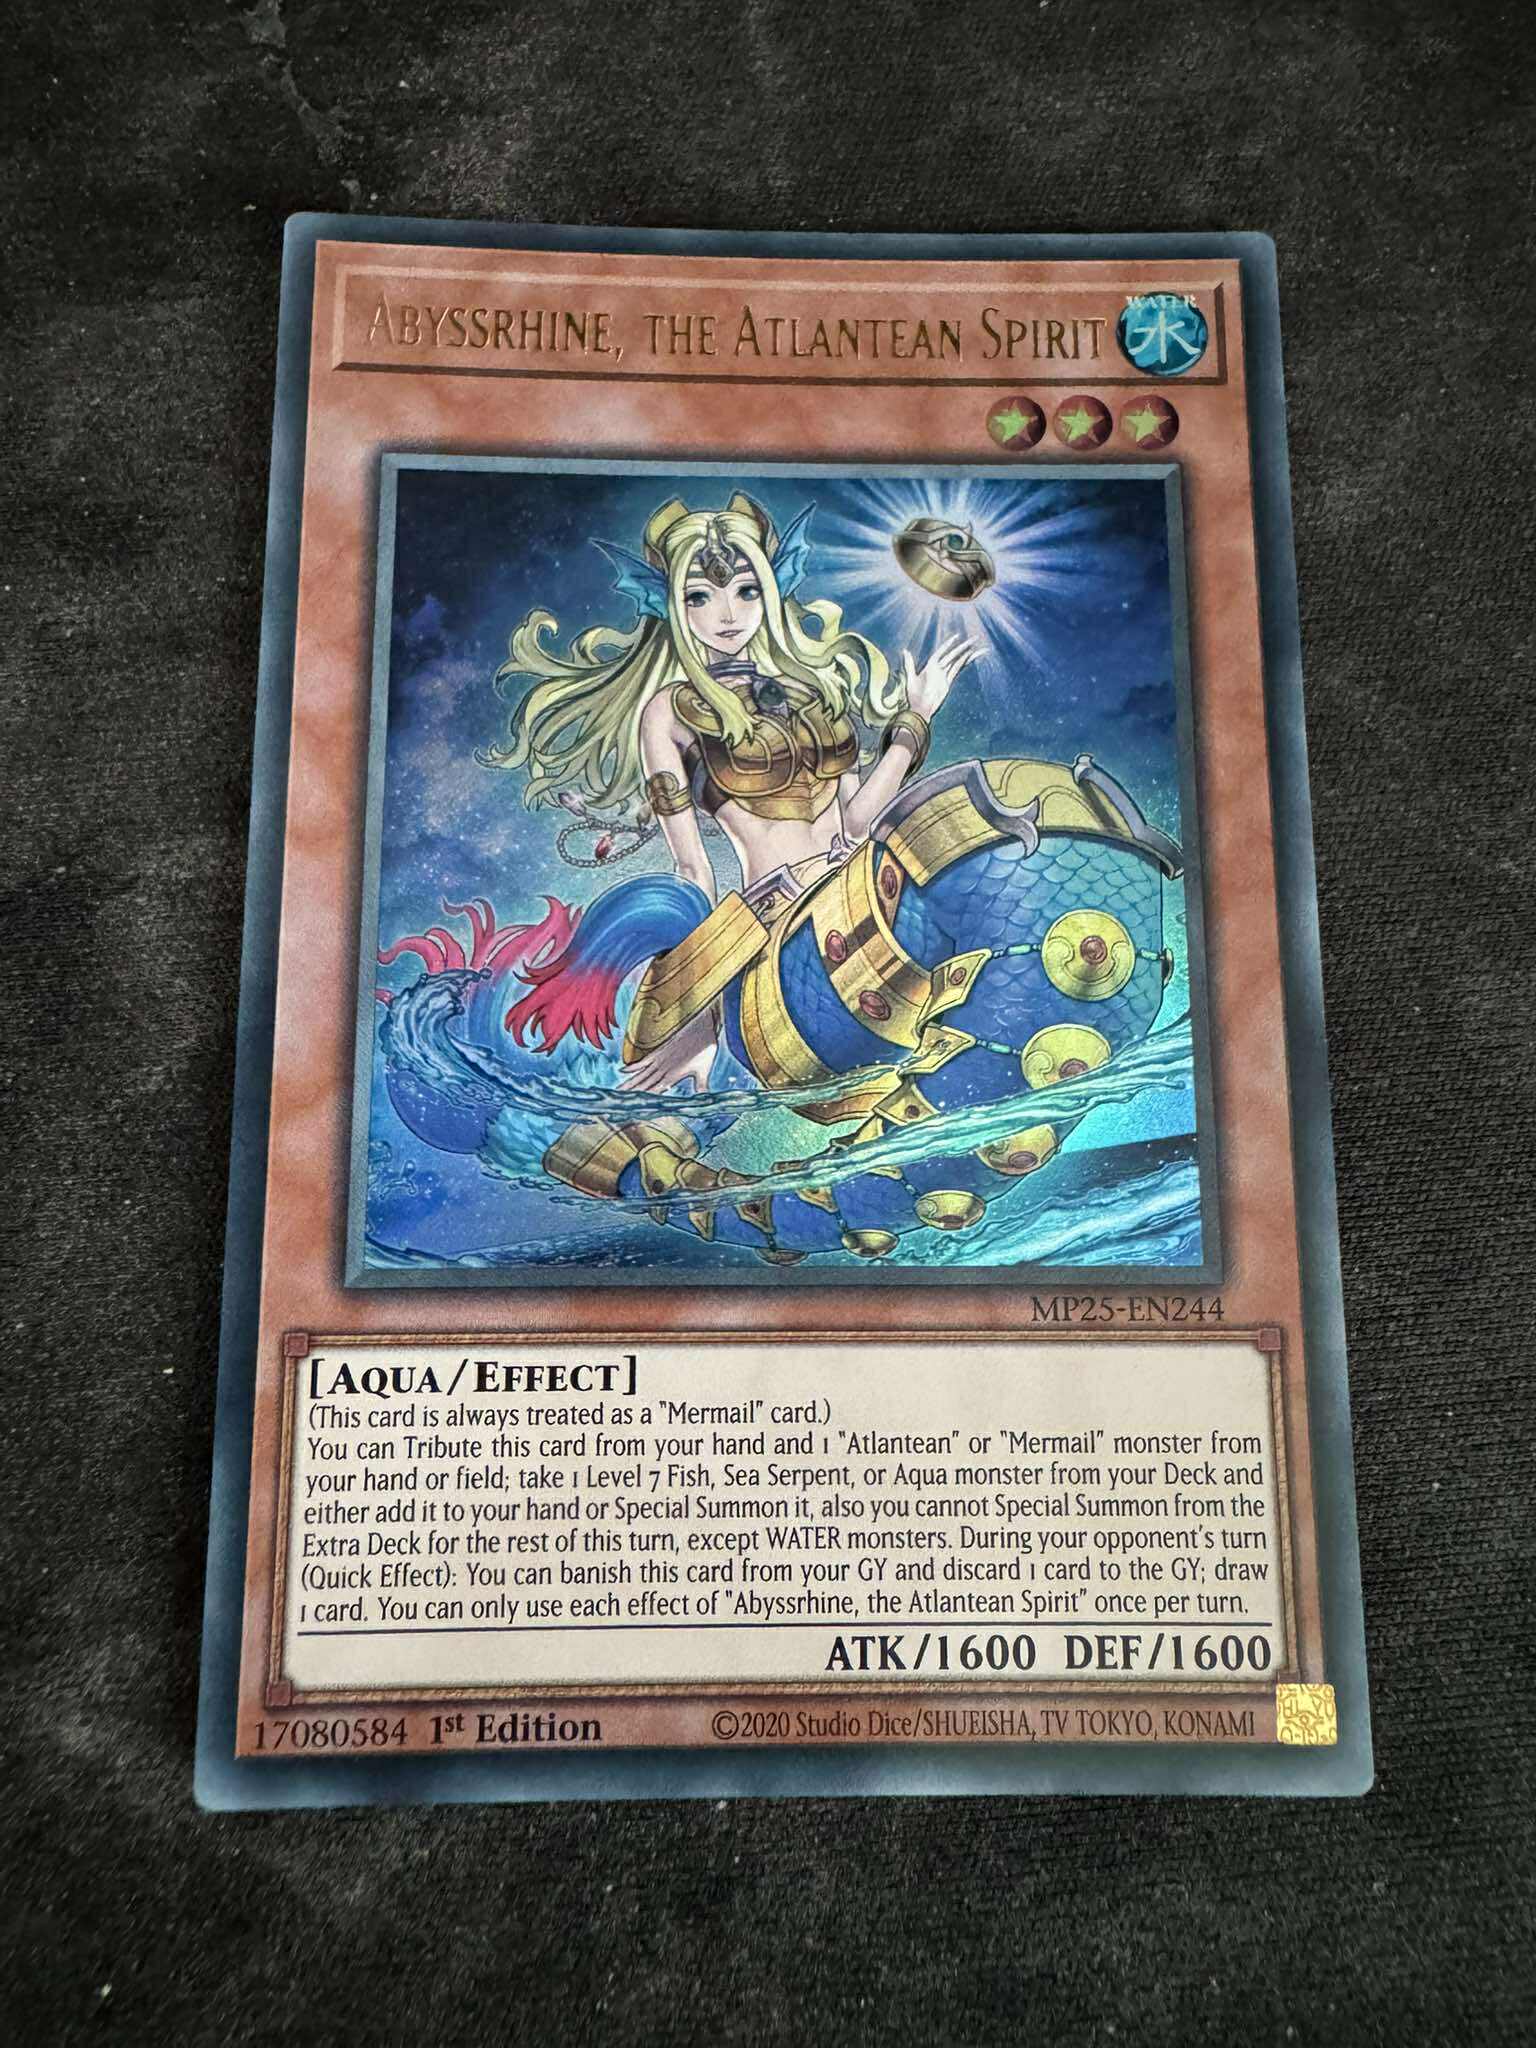 ABYSSRHINE, THE ATLANTEAN SPIRIT
WATER
水
MP25-EN244
[AQUA/EFFECT]
(This card is always treated as a "Mermail" card.)
You can Tribute this card from your hand and 1 "Atlantean" or "Mermail" monster from
your hand or field; take 1 Level 7 Fish, Sea Serpent, or Aqua monster from your Deck and
either add it to your hand or Special Summon it, also you cannot Special Summon from the
Extra Deck for the rest of this turn, except WATER monsters. During your opponent's turn
(Quick Effect): You can banish this card from your GY and discard 1 card to the GY; draw
1 card. You can only use each effect of "Abyssrhine, the Atlantean Spirit" once per turn.
ATK/1600 DEF/1600
17080584 1st Edition ©2020 Studio Dice/SHUEISHA, TV TOKYO, KONAMI